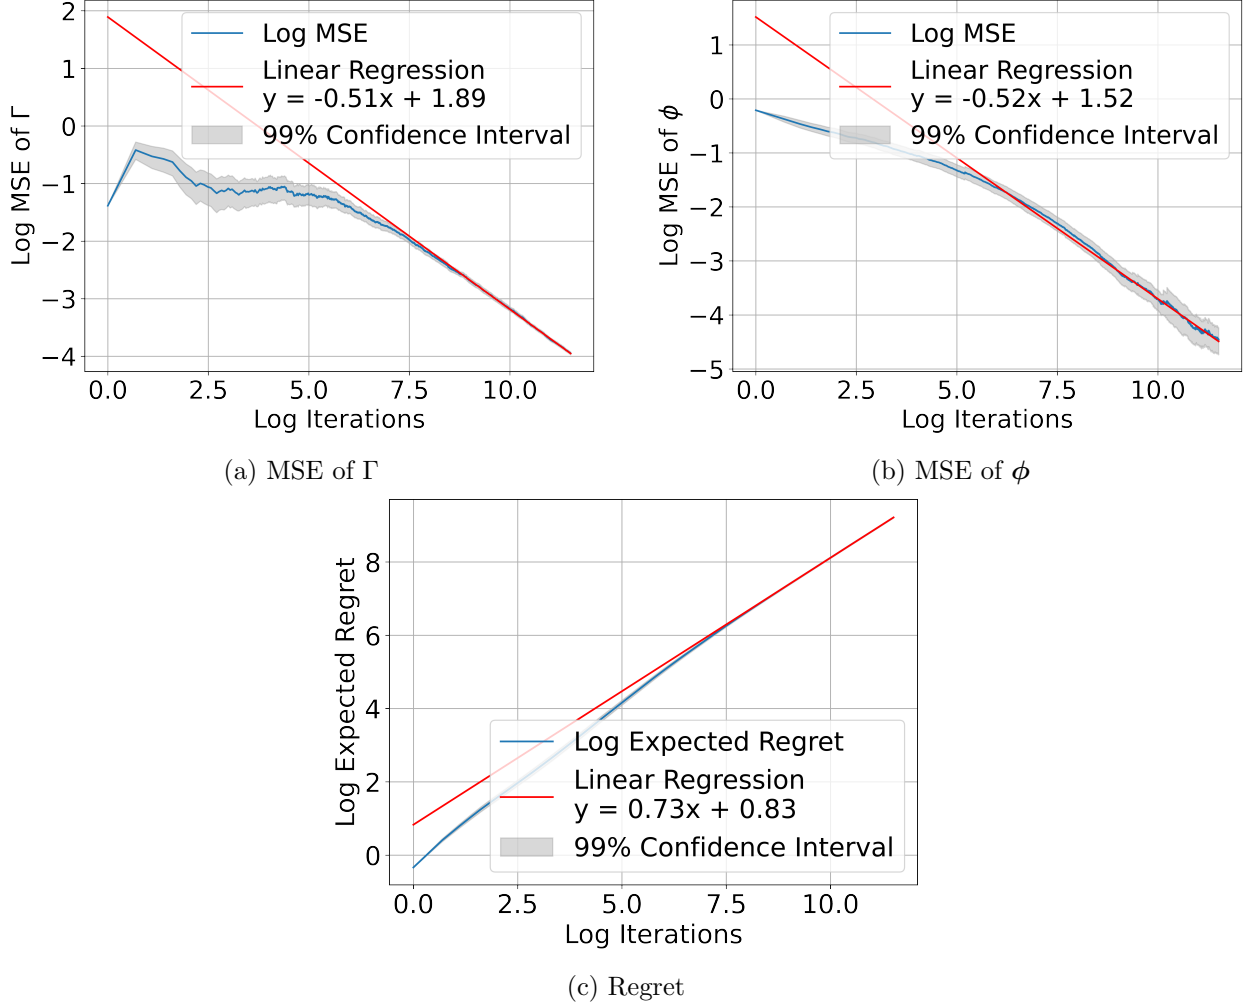 2
1
0
−1
−2
−3
−4
Log MSE of Γ
Log MSE
Linear Regression
y = -0.51x + 1.89
99% Confidence Interval
0.0 2.5 5.0 7.5 10.0
Log Iterations
(a) MSE of Γ
1
0
−1
−2
−3
−4
−5
Log MSE of ϕ
Log MSE
Linear Regression
y = -0.52x + 1.52
99% Confidence Interval
0.0 2.5 5.0 7.5 10.0
Log Iterations
(b) MSE of ϕ
8
6
4
2
0
Log Expected Regret
Log Expected Regret
Linear Regression
y = 0.73x + 0.83
99% Confidence Interval
0.0 2.5 5.0 7.5 10.0
Log Iterations
(c) Regret